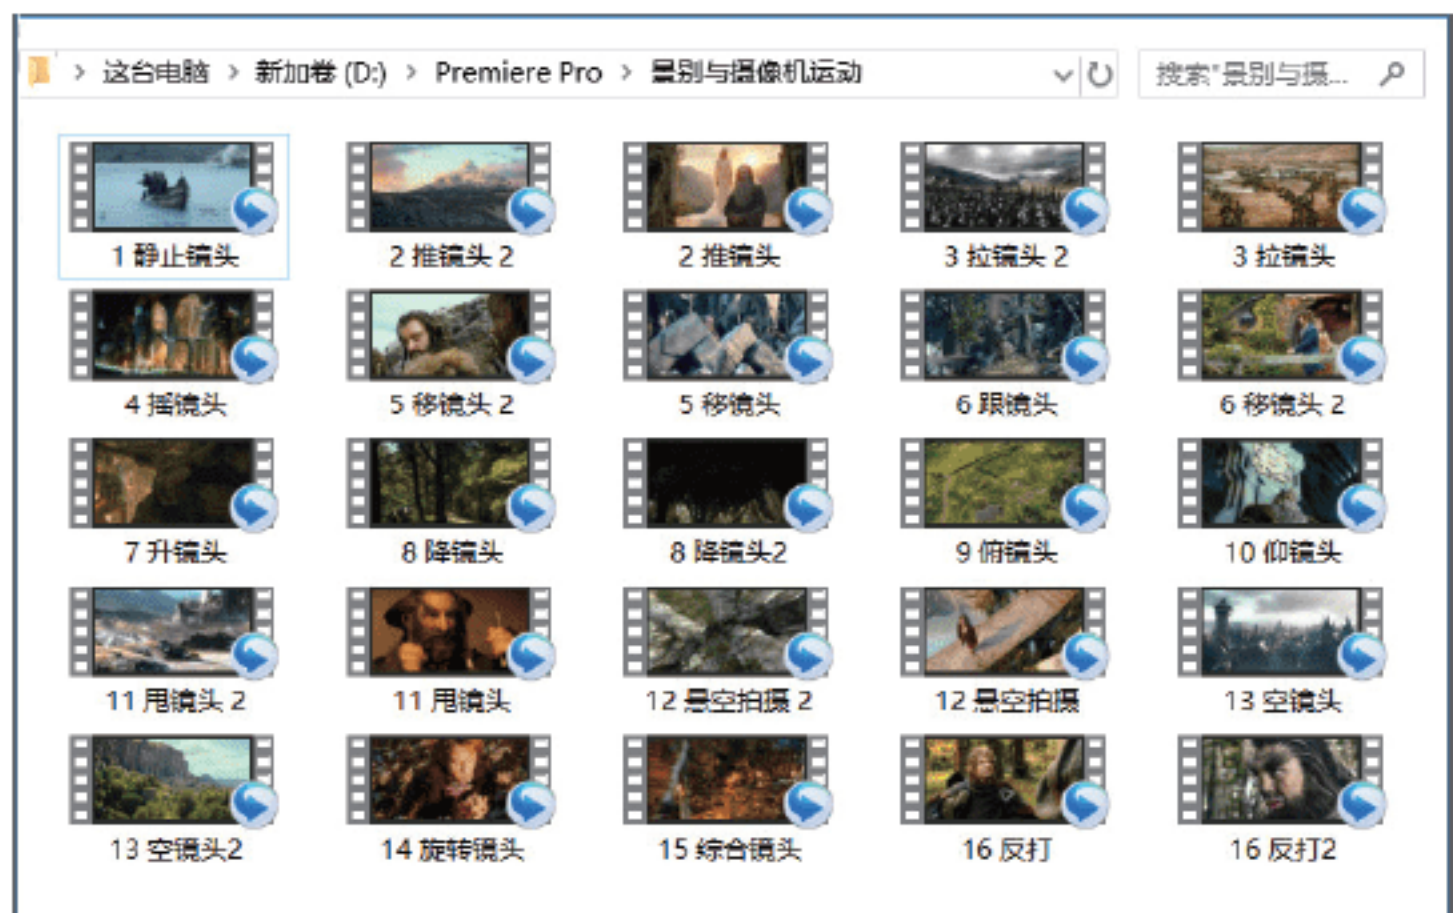 这台电脑 > 新加卷 (D:) > Premiere Pro > 景别与摄像机运动
搜索"景别与摄...
1 静止镜头
2 推镜头 2
2 推镜头
3 拉镜头 2
3 拉镜头
4 摇镜头
5 移镜头 2
5 移镜头
6 跟镜头
6 移镜头 2
7 升镜头
8 降镜头
8 降镜头2
9 俯镜头
10 仰镜头
11 甩镜头 2
11 甩镜头
12 悬空拍摄 2
12 悬空拍摄
13 空镜头
13 空镜头2
14 旋转镜头
15 综合镜头
16 反打
16 反打2